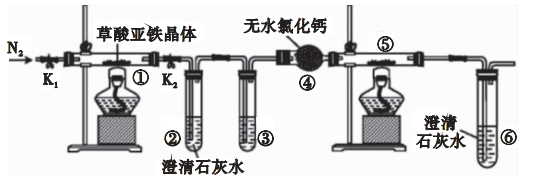 草酸亚铁晶体
无水氯化钙
⑤
N₂
K₁
①
K₂
④
②
③
澄清石灰水
澄清
石灰水
⑥